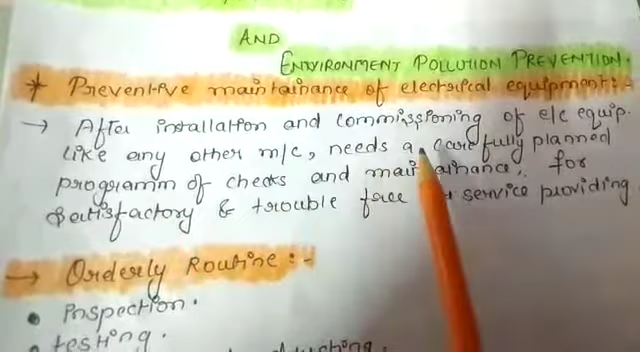 AND
ENVIRONMENT POLLUTION PREVENTION.
* Preventive maintainance of electrical equipment:-
→ After installation and commissioning of e/c equip.
like any other m/c, needs a carefully planned
programm of checks and maintainance, for
satisfactory & trouble free service providing
→ Orderly Routine:-
• Inspection.
• testing.